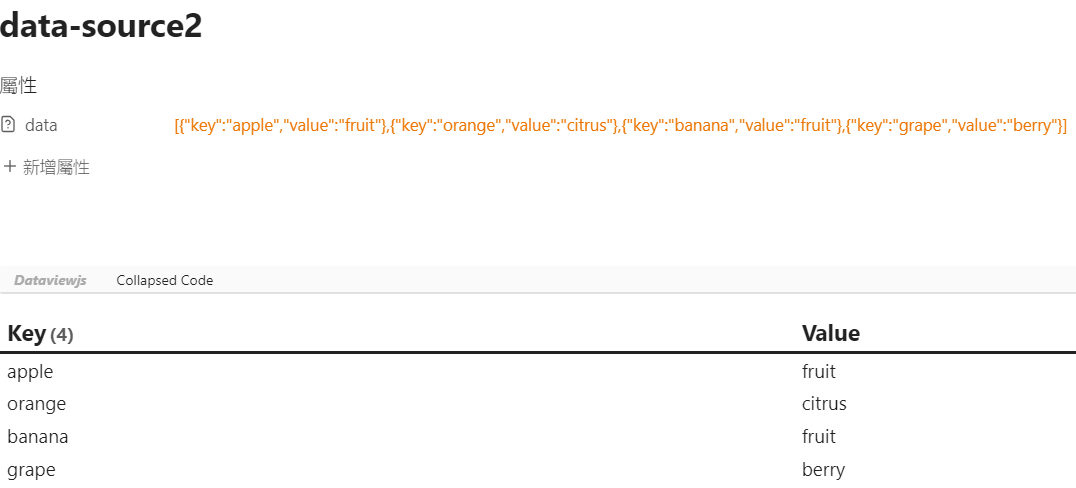 data-source2
屬性
data [{"key":"apple","value":"fruit"},{"key":"orange","value":"citrus"},{"key":"banana","value":"fruit"},{"key":"grape","value":"berry"}]
+ 新增屬性
Dataviewjs Collapsed Code
Key (4) Value
apple fruit
orange citrus
banana fruit
grape berry